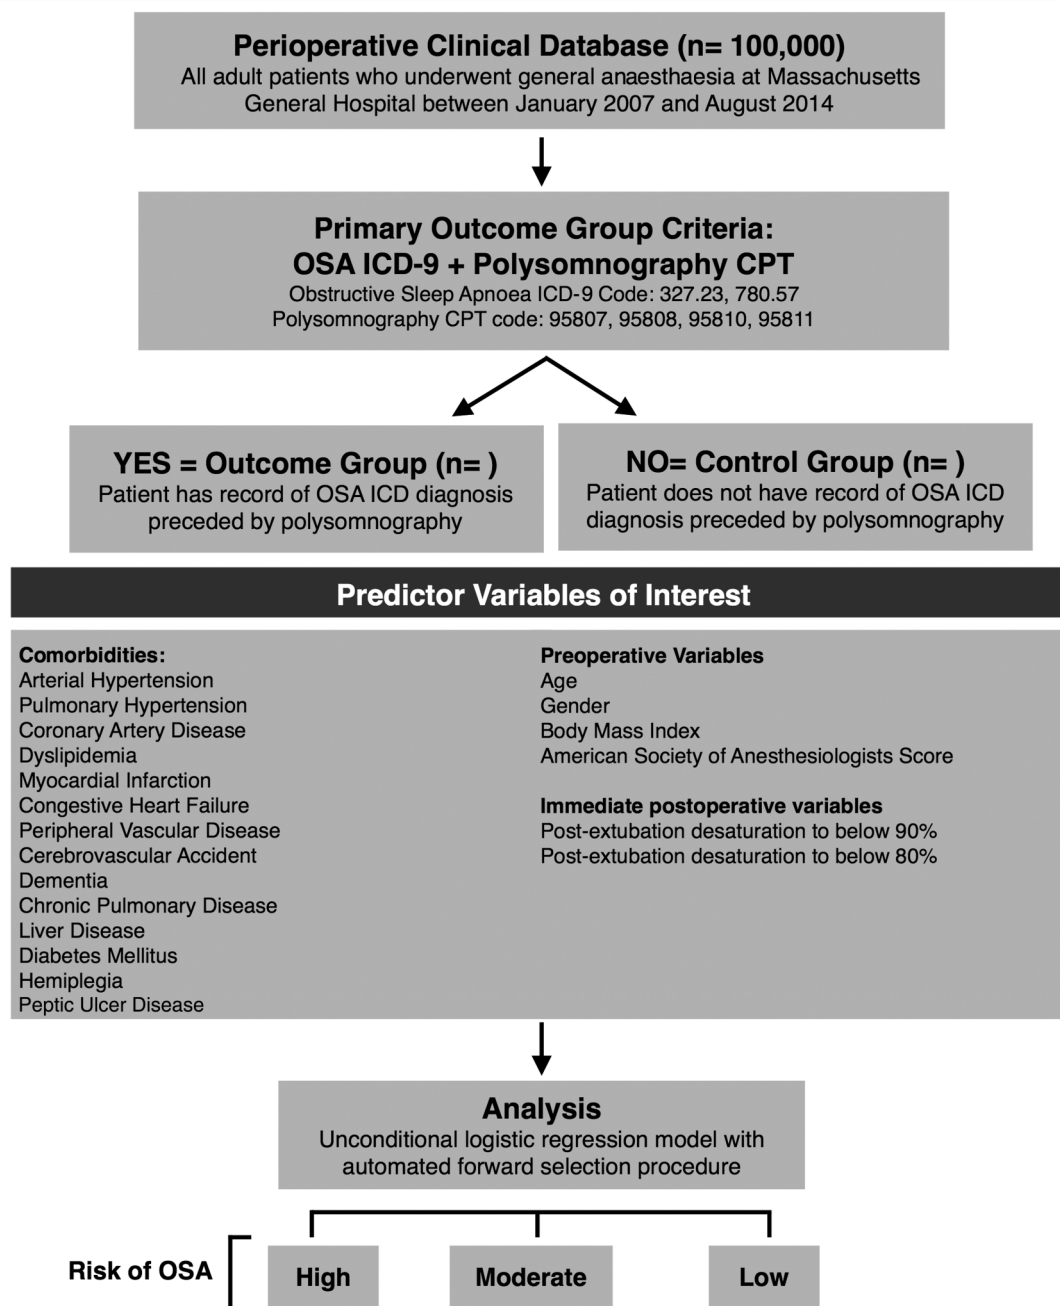 Perioperative Clinical Database (n= 100,000)
All adult patients who underwent general anaesthaesia at Massachusetts
General Hospital between January 2007 and August 2014
Primary Outcome Group Criteria:
OSA ICD-9 + Polysomnography CPT
Obstructive Sleep Apnoea ICD-9 Code: 327.23, 780.57
Polysomnography CPT code: 95807, 95808, 95810, 95811
YES = Outcome Group (n= )
Patient has record of OSA ICD diagnosis
preceded by polysomnography
NO= Control Group (n= )
Patient does not have record of OSA ICD
diagnosis preceded by polysomnography
Predictor Variables of Interest
Comorbidities:
Arterial Hypertension
Pulmonary Hypertension
Coronary Artery Disease
Dyslipidemia
Myocardial Infarction
Congestive Heart Failure
Peripheral Vascular Disease
Cerebrovascular Accident
Dementia
Chronic Pulmonary Disease
Liver Disease
Diabetes Mellitus
Hemiplegia
Peptic Ulcer Disease
Preoperative Variables
Age
Gender
Body Mass Index
American Society of Anesthesiologists Score
Immediate postoperative variables
Post-extubation desaturation to below 90%
Post-extubation desaturation to below 80%
Analysis
Unconditional logistic regression model with
automated forward selection procedure
Risk of OSA
High
Moderate
Low